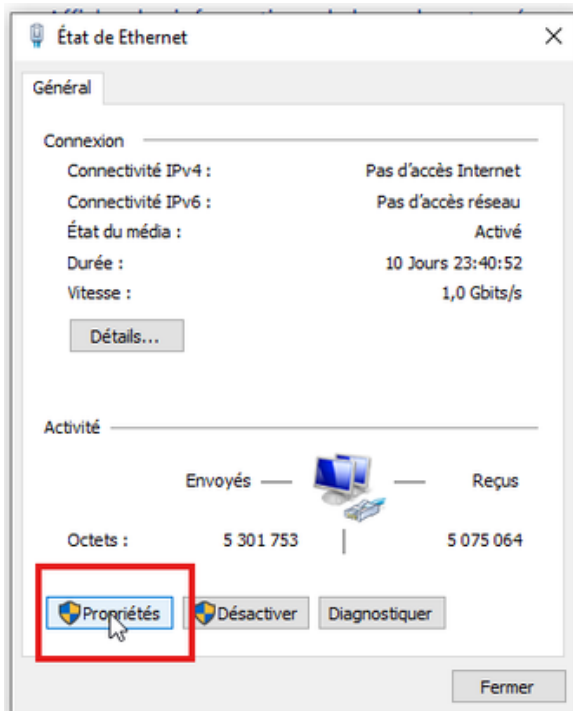 État de Ethernet
Général
Connexion
Connectivité IPv4 : Pas d’accès Internet
Connectivité IPv6 : Pas d’accès réseau
État du média : Activé
Durée : 10 Jours 23:40:52
Vitesse : 1,0 Gbits/s
Détails...
Activité
Envoyés Reçus
Octets : 5 301 753 5 075 064
Propriétés Désactiver Diagnostiquer
Fermer